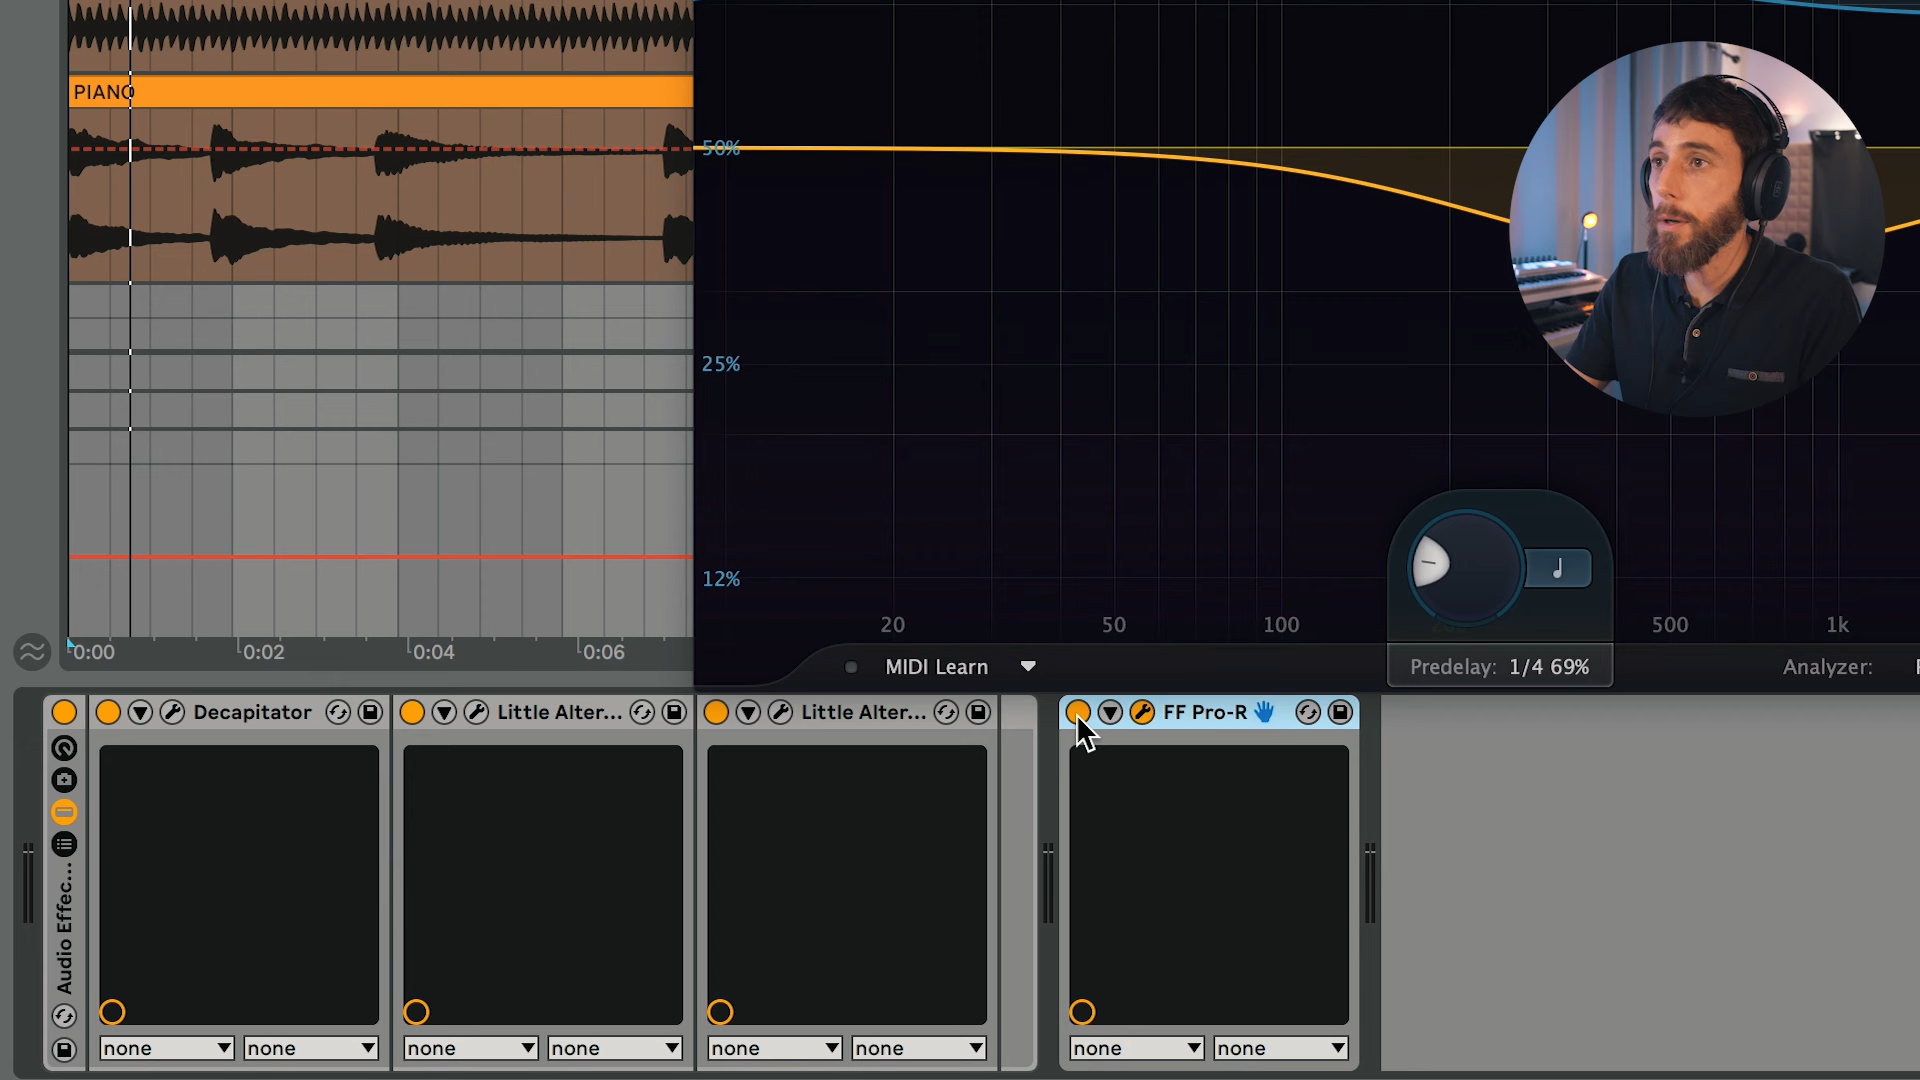 PIANO
50%
25%
12%
20
50
100
500
1k
0:00
0:02
0:04
0:06
MIDI Learn
Predelay: 1/4 69%
Analyzer:
Decapitator
Little Alter...
Little Alter...
FF Pro-R
Audio Effec...
none
none
none
none
none
none
none
none